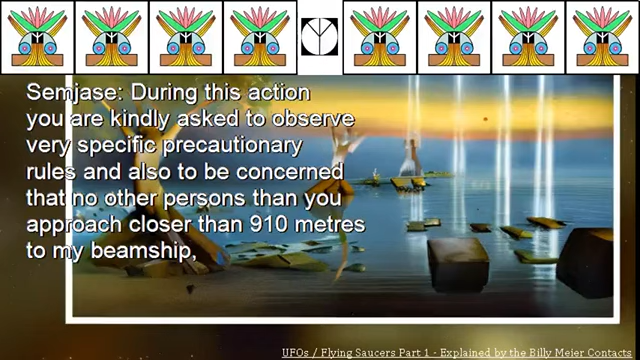 Semjase: During this action
you are kindly asked to observe
very specific precautionary
rules and also to be concerned
that no other persons than you
approach closer than 910 metres
to my beamship,
UFOs / Flying Saucers Part 1 - Explained by the Billy Meier Contacts